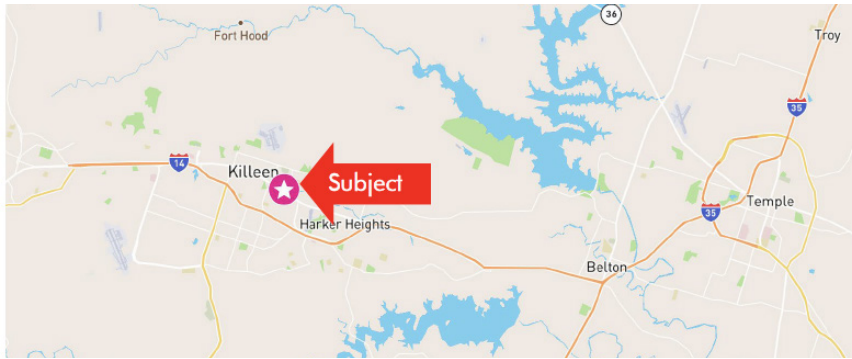 36
Troy
Fort Hood
35
14
Killeen
Subject
Temple
35
Harker Heights
Belton